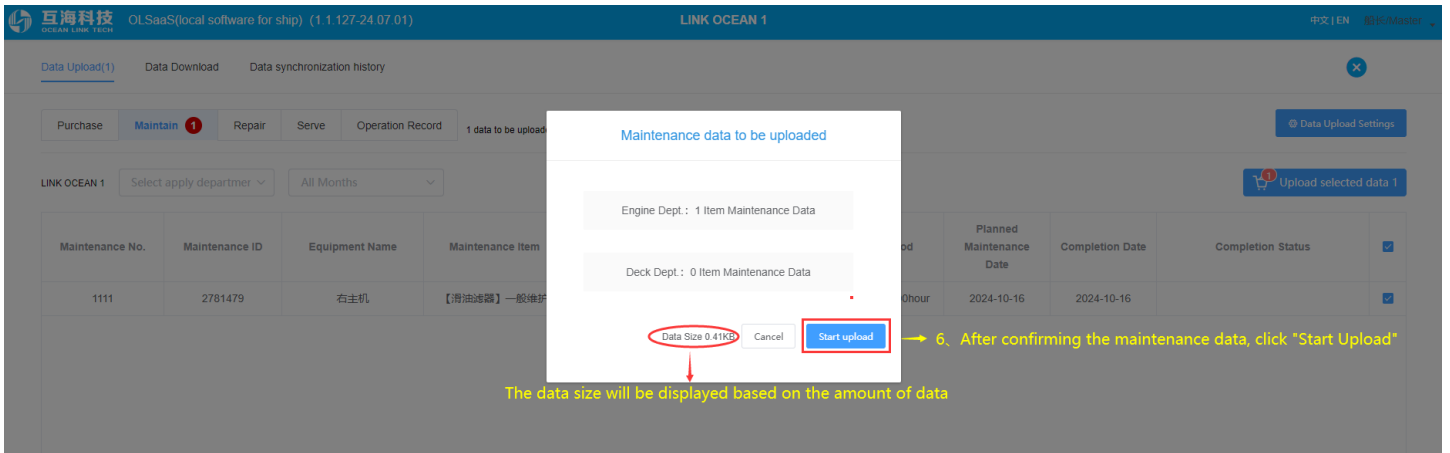 互海科技 OLSaaS(local software for ship) (1.1.127-24.07.01) LINK OCEAN 1 中文 | EN 船长/Master
OCEAN LINK TECH
Data Upload(1) Data Download Data synchronization history
Purchase Maintain 1 Repair Serve Operation Record 1 data to be uploade Data Upload Settings
Maintenance data to be uploaded
LINK OCEAN 1 Select apply departmer All Months 1 Upload selected data 1
Engine Dept.: 1 Item Maintenance Data
Maintenance No. Maintenance ID Equipment Name Maintenance Item od Planned Maintenance Date Completion Date Completion Status
Deck Dept.: 0 Item Maintenance Data
1111 2781479 右主机 【滑油滤器】一般维护 0hour 2024-10-16 2024-10-16
Data Size 0.41KB Cancel Start upload 6、After confirming the maintenance data, click "Start Upload"
The data size will be displayed based on the amount of data